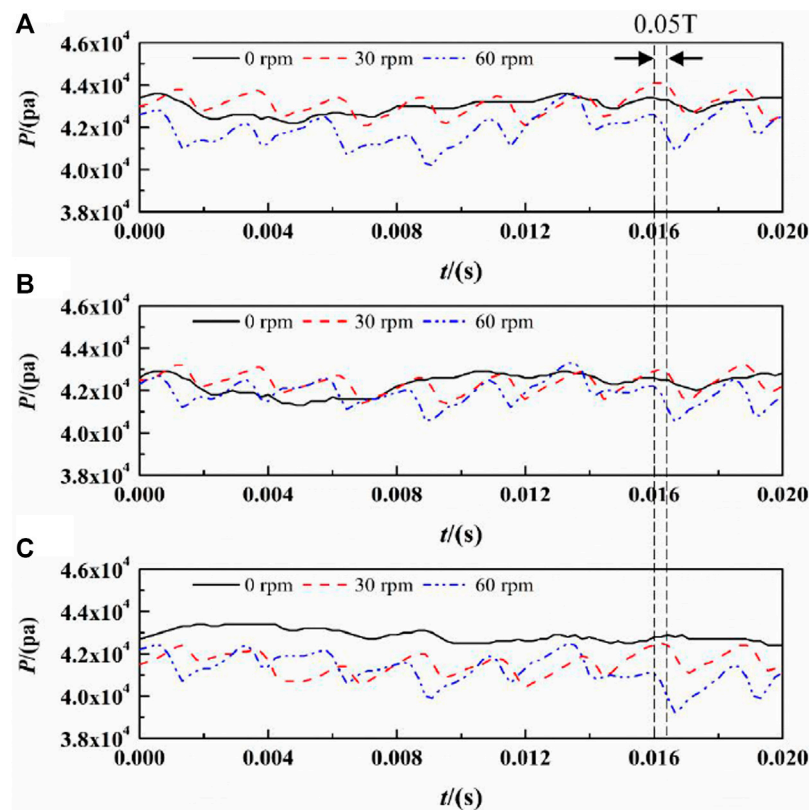 A
0.05T
4.6x10⁴
4.4x10⁴
4.2x10⁴
4.0x10⁴
3.8x10⁴
P/(pa)
0 rpm 30 rpm 60 rpm
0.000 0.004 0.008 0.012 0.016 0.020
t/(s)
B
4.6x10⁴
4.4x10⁴
4.2x10⁴
4.0x10⁴
3.8x10⁴
P/(pa)
0 rpm 30 rpm 60 rpm
0.000 0.004 0.008 0.012 0.016 0.020
t/(s)
C
4.6x10⁴
4.4x10⁴
4.2x10⁴
4.0x10⁴
3.8x10⁴
P/(pa)
0 rpm 30 rpm 60 rpm
0.000 0.004 0.008 0.012 0.016 0.020
t/(s)